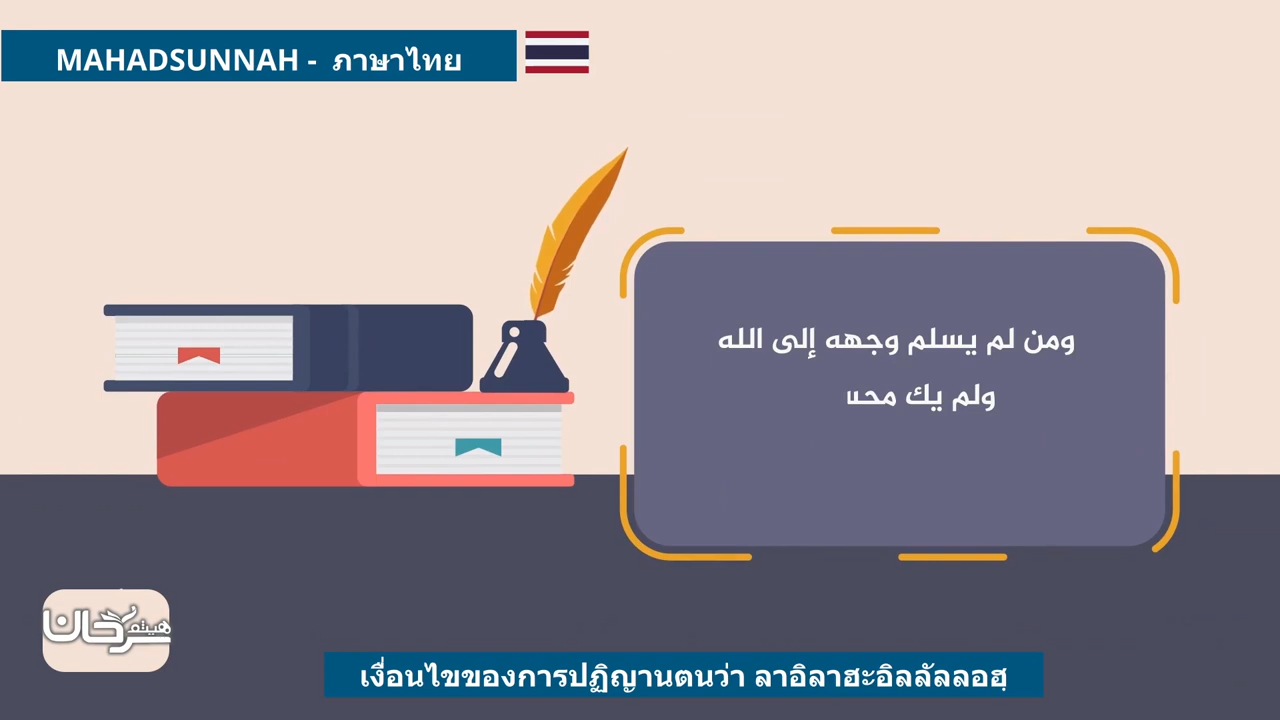 MAHADSUNNAH - ภาษาไทย
ومن لم يسلم وجهه إلى الله
ولم يك محسـ
هيثم
سرحان
เงื่อนไขของการปฏิญานตนว่า ลาอิลาฮะอิลลัลลอฮฺ